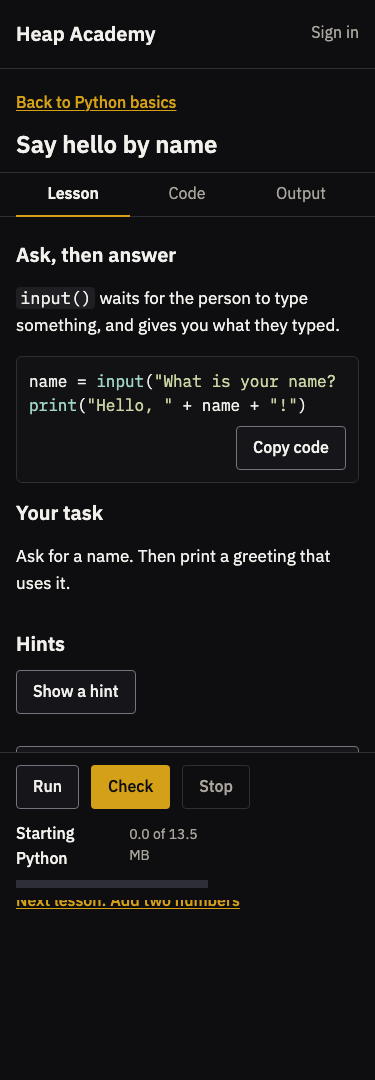 Heap Academy
Sign in
Back to Python basics
Say hello by name
Lesson
Code
Output
Ask, then answer
input() waits for the person to type
something, and gives you what they typed.
name = input("What is your name?
print("Hello, " + name + "!")
Copy code
Your task
Ask for a name. Then print a greeting that
uses it.
Hints
Show a hint
Run
Check
Stop
Starting
Python
0.0 of 13.5
MB
Next lesson: Add two numbers